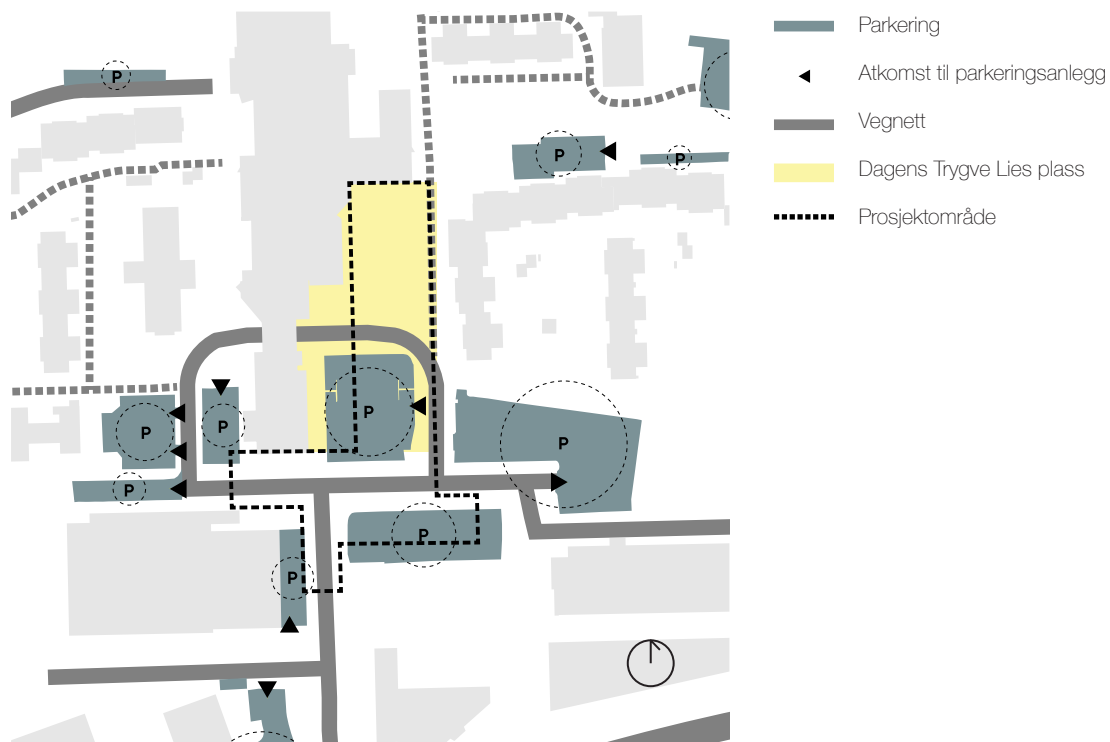 Parkering
Atkomst til parkeringsanlegg
Vegnett
Dagens Trygve Lies plass
Prosjektområde
P
P
P
P
P
P
P
P
P
P